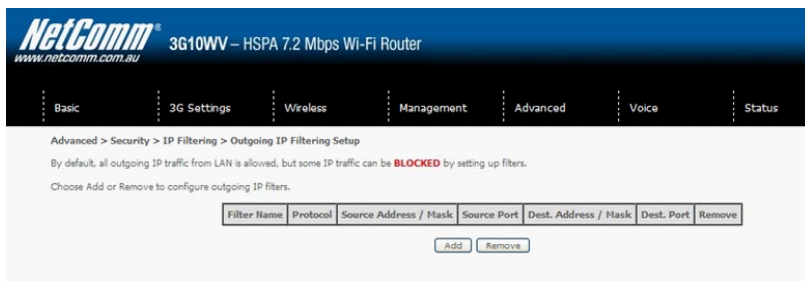 NetComm®
www.netcomm.com.au
3G10WV – HSPA 7.2 Mbps Wi-Fi Router
Basic 3G Settings Wireless Management Advanced Voice Status
Advanced > Security > IP Filtering > Outgoing IP Filtering Setup
By default, all outgoing IP traffic from LAN is allowed, but some IP traffic can be BLOCKED by setting up filters.
Choose Add or Remove to configure outgoing IP filters.
Filter Name Protocol Source Address / Mask Source Port Dest. Address / Mask Dest. Port Remove
Add Remove